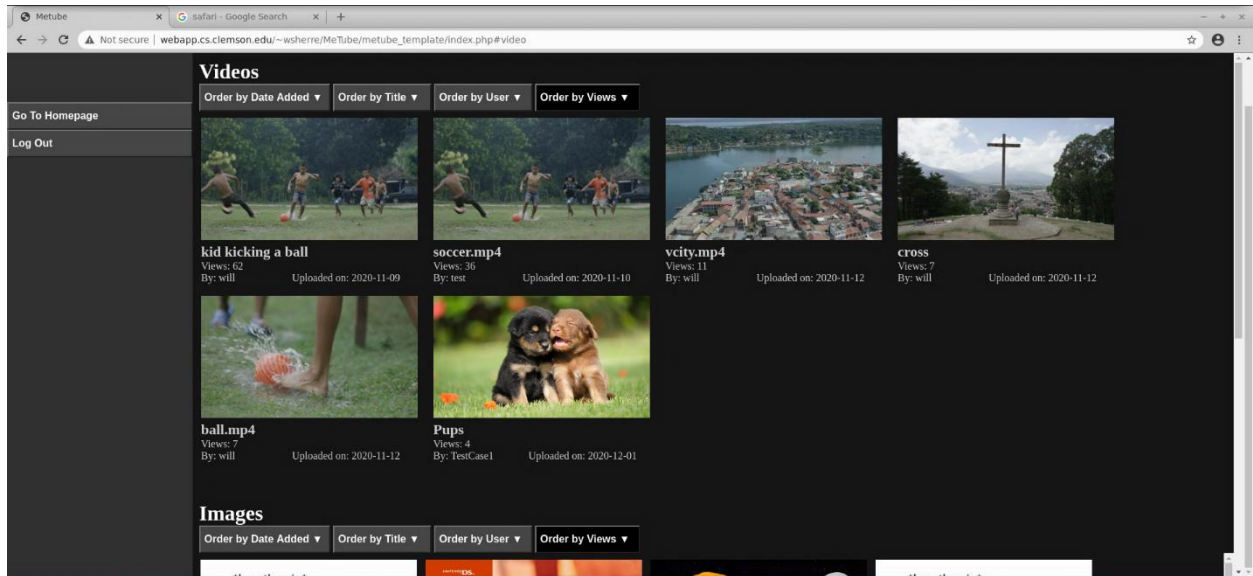 Metube
safari - Google Search
Not secure | webapp.cs.clemson.edu/~wsherre/MeTube/metube_template/index.php#video
Go To Homepage
Log Out
Videos
Order by Date Added ▼ Order by Title ▼ Order by User ▼ Order by Views ▼
kid kicking a ball
Views: 62
By: will Uploaded on: 2020-11-09
soccer.mp4
Views: 36
By: test Uploaded on: 2020-11-10
vcity.mp4
Views: 11
By: will Uploaded on: 2020-11-12
cross
Views: 7
By: will Uploaded on: 2020-11-12
ball.mp4
Views: 7
By: will Uploaded on: 2020-11-12
Pups
Views: 4
By: TestCase1 Uploaded on: 2020-12-01
Images
Order by Date Added ▼ Order by Title ▼ Order by User ▼ Order by Views ▼